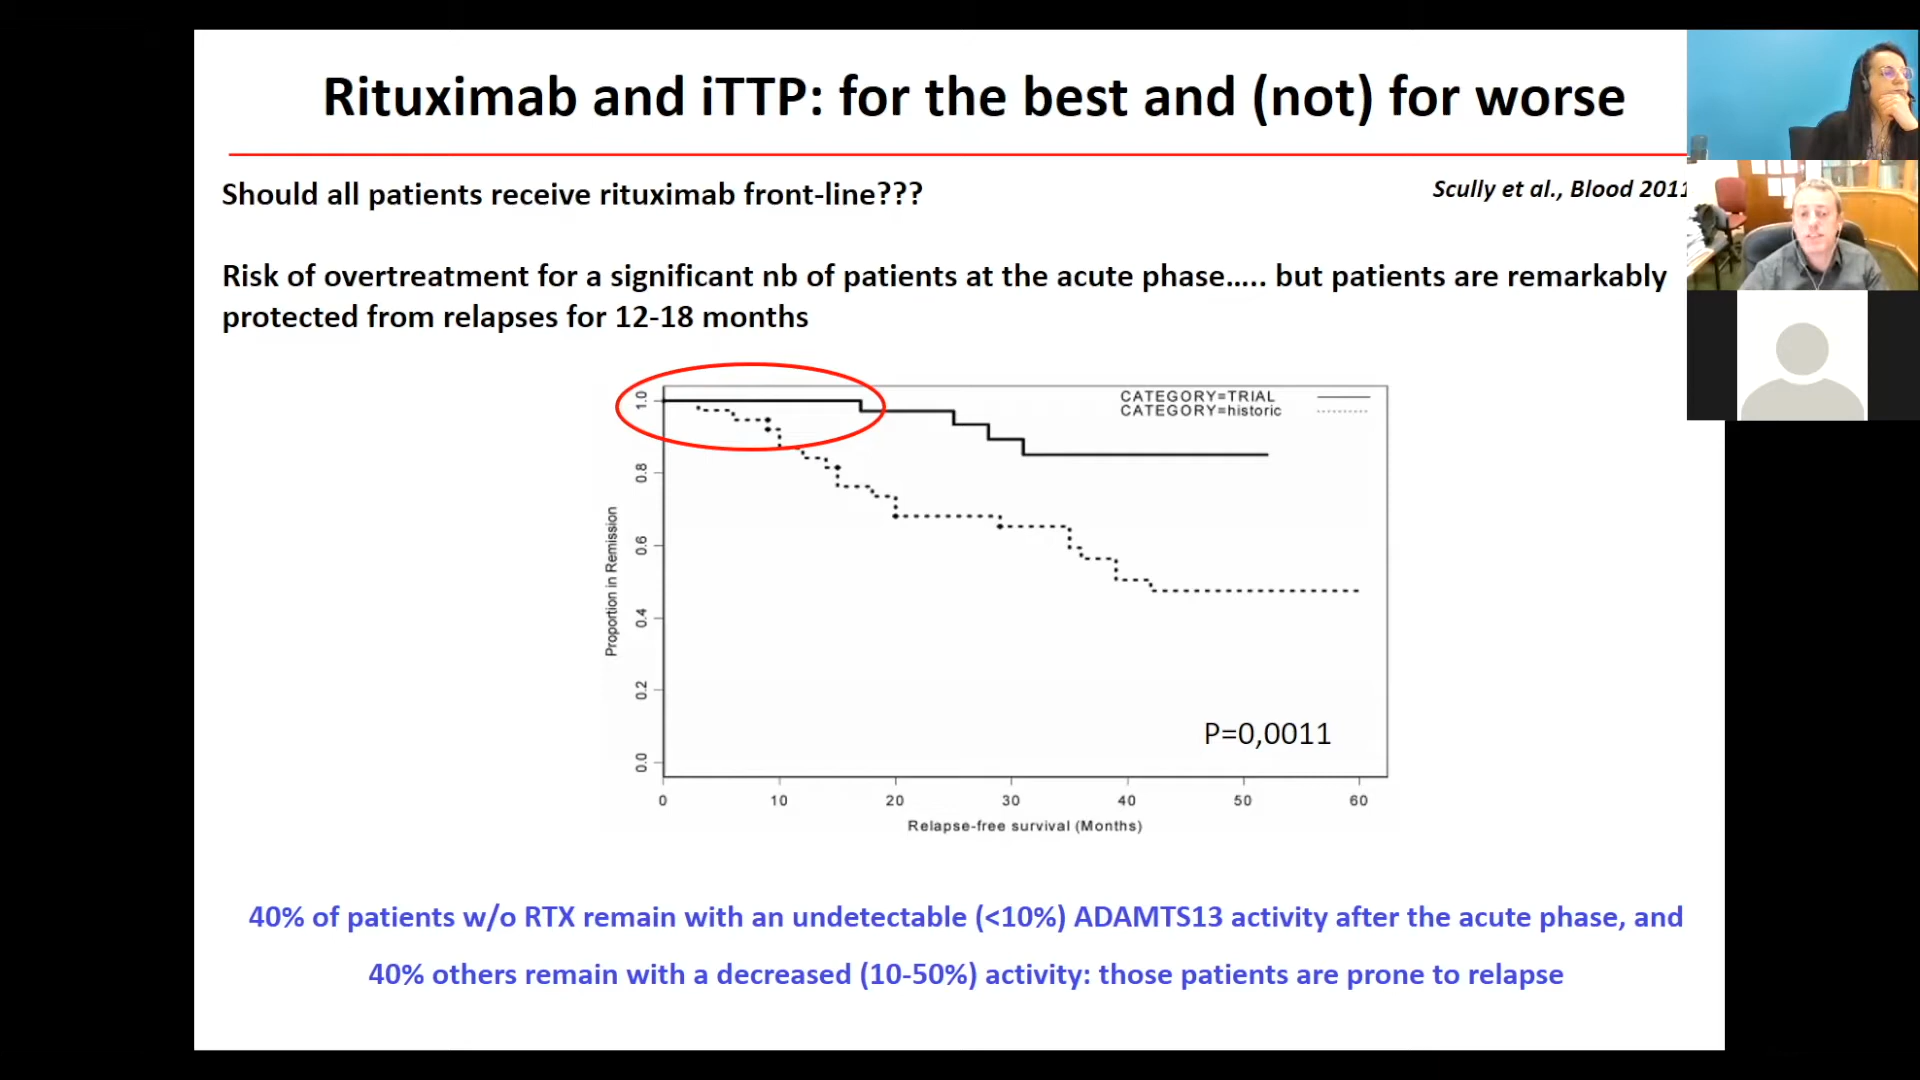 Rituximab and iTTP: for the best and (not) for worse
Should all patients receive rituximab front-line???
Scully et al., Blood 2011
Risk of overtreatment for a significant nb of patients at the acute phase….. but patients are remarkably
protected from relapses for 12-18 months
CATEGORY=TRIAL
CATEGORY=historic
1.0
0.8
0.6
0.4
0.2
0.0
Proportion in Remission
P=0,0011
0 10 20 30 40 50 60
Relapse-free survival (Months)
40% of patients w/o RTX remain with an undetectable (<10%) ADAMTS13 activity after the acute phase, and
40% others remain with a decreased (10-50%) activity: those patients are prone to relapse